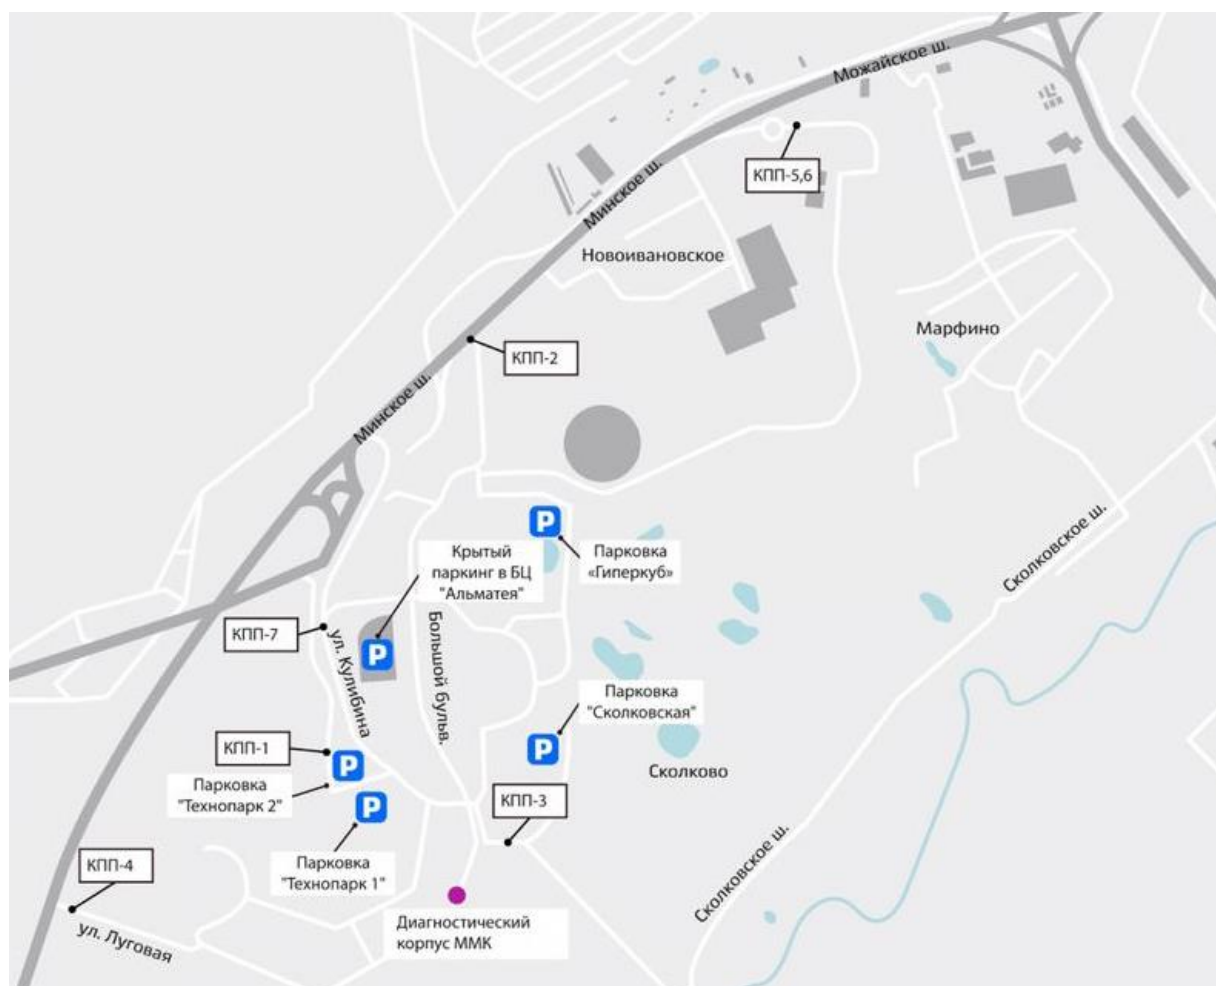 Можайское ш.
КПП-5,6
Минское ш.
Новоивановское
Марфино
КПП-2
Минское ш.
Сколковское ш.
P
Крытый
паркинг в БЦ
"Альматея"
Парковка
«Гиперкуб»
КПП-7
ул. Кулибина
P
Большой бульв.
Парковка
"Сколковская"
КПП-1
P
P
Сколково
Парковка
"Технопарк 2"
P
КПП-3
Парковка
"Технопарк 1"
КПП-4
Сколковское ш.
ул. Луговая
Диагностический
корпус ММК